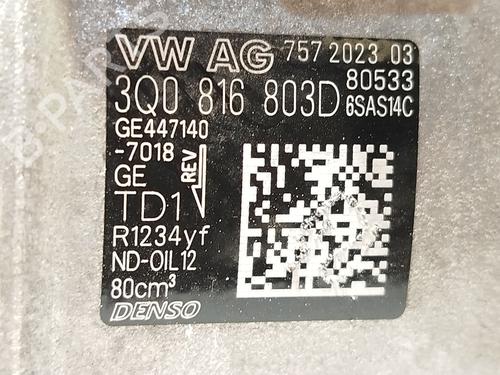 VW AG 757 2023 03
80533
3Q0 816 803D 6SAS14C
GE447140
-7018
GE REV
TD1
R1234yf
ND-OIL12
80cm³
DENSO
B-PARTS